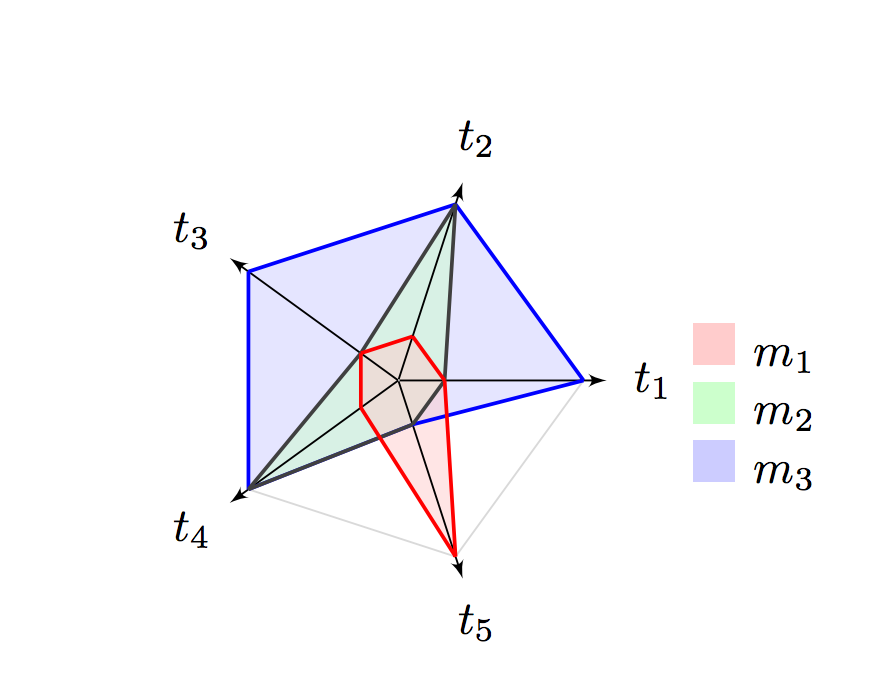 t₂
t₃
t₁
t₄
t₅
m₁
m₂
m₃